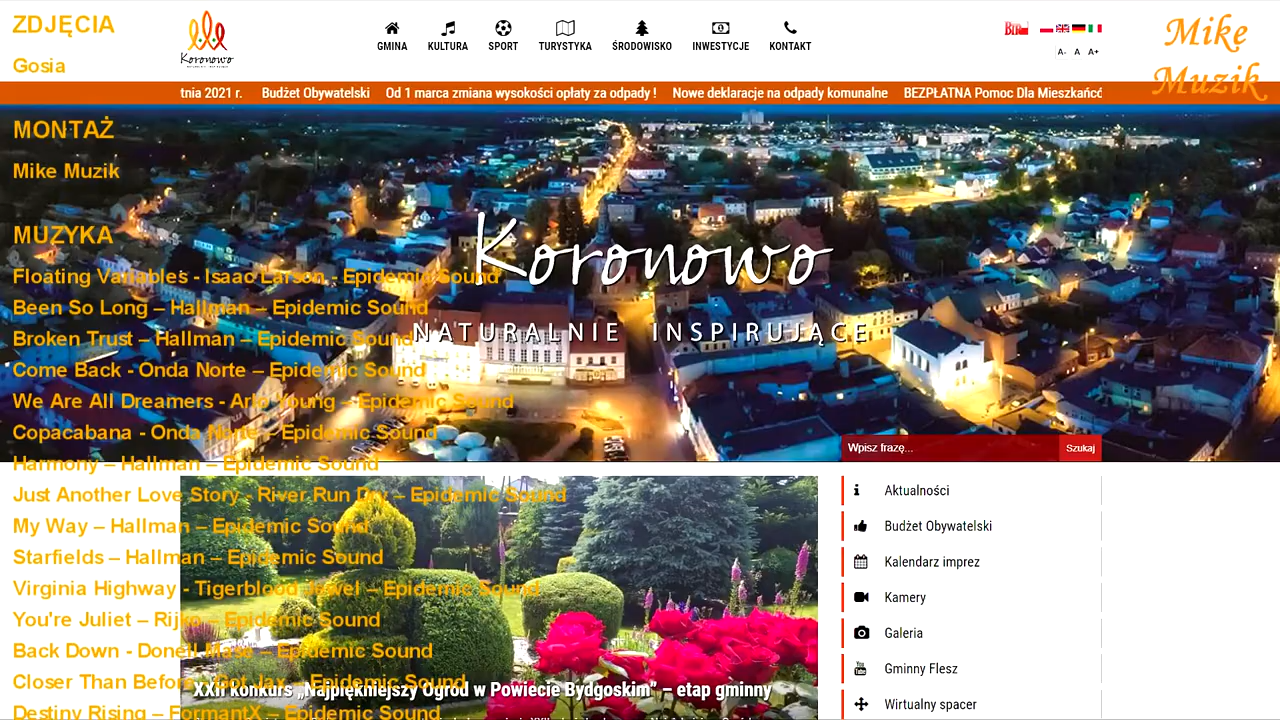 ZDJĘCIA
Gosia
MONTAŻ
Mike Muzik
MUZYKA
Floating Variables - Isaac Larson - Epidemic Sound
Been So Long – Hallman – Epidemic Sound
Broken Trust – Hallman – Epidemic Sound
Come Back - Onda Norte – Epidemic Sound
We Are All Dreamers - Arlo Young – Epidemic Sound
Copacabana - Onda Norte – Epidemic Sound
Harmony – Hallman – Epidemic Sound
Just Another Love Story - River Run Dry – Epidemic Sound
My Way – Hallman – Epidemic Sound
Starfields – Hallman – Epidemic Sound
Virginia Highway - Tigerblood Jewel – Epidemic Sound
You're Juliet – Rijko – Epidemic Sound
Back Down - Donell Mase – Epidemic Sound
Closer Than Before - Got Jax – Epidemic Sound
Destiny Rising – FormantX – Epidemic Sound
Koronowo
GMINA KULTURA SPORT TURYSTYKA ŚRODOWISKO INWESTYCJE KONTAKT
A- A A+
Mike
Muzik
tnia 2021 r. Budżet Obywatelski Od 1 marca zmiana wysokości opłaty za odpady ! Nowe deklaracje na odpady komunalne BEZPŁATNA Pomoc Dla Mieszkańcó
Koronowo
NATURALNIE INSPIRUJĄCE
Wpisz frazę... Szukaj
XXII konkurs „Najpiękniejszy Ogród w Powiecie Bydgoskim” – etap gminny
Aktualności
Budżet Obywatelski
Kalendarz imprez
Kamery
Galeria
Gminny Flesz
Wirtualny spacer